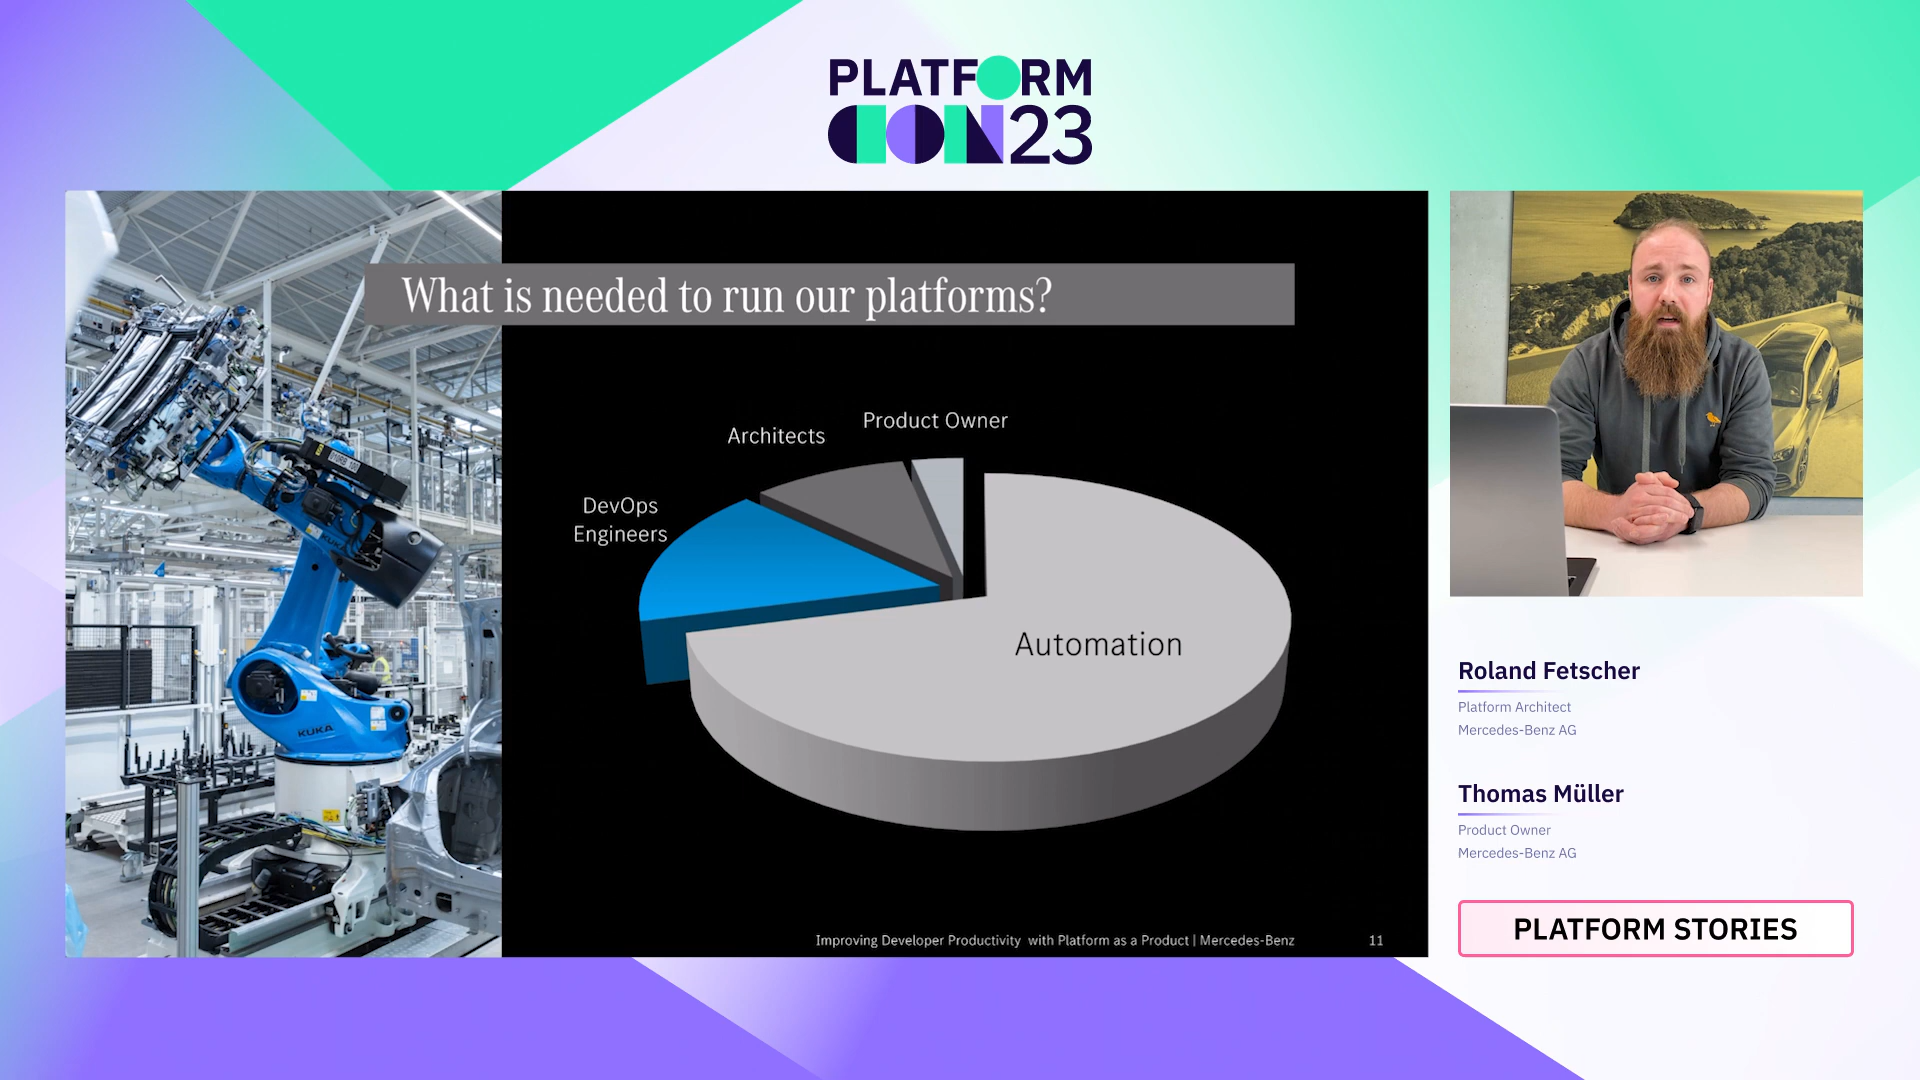 PLATFORM
CON23
What is needed to run our platforms?
Product Owner
Architects
DevOps
Engineers
Automation
KUKA
KUKA
Improving Developer Productivity with Platform as a Product | Mercedes-Benz
11
Roland Fetscher
Platform Architect
Mercedes-Benz AG
Thomas Müller
Product Owner
Mercedes-Benz AG
PLATFORM STORIES